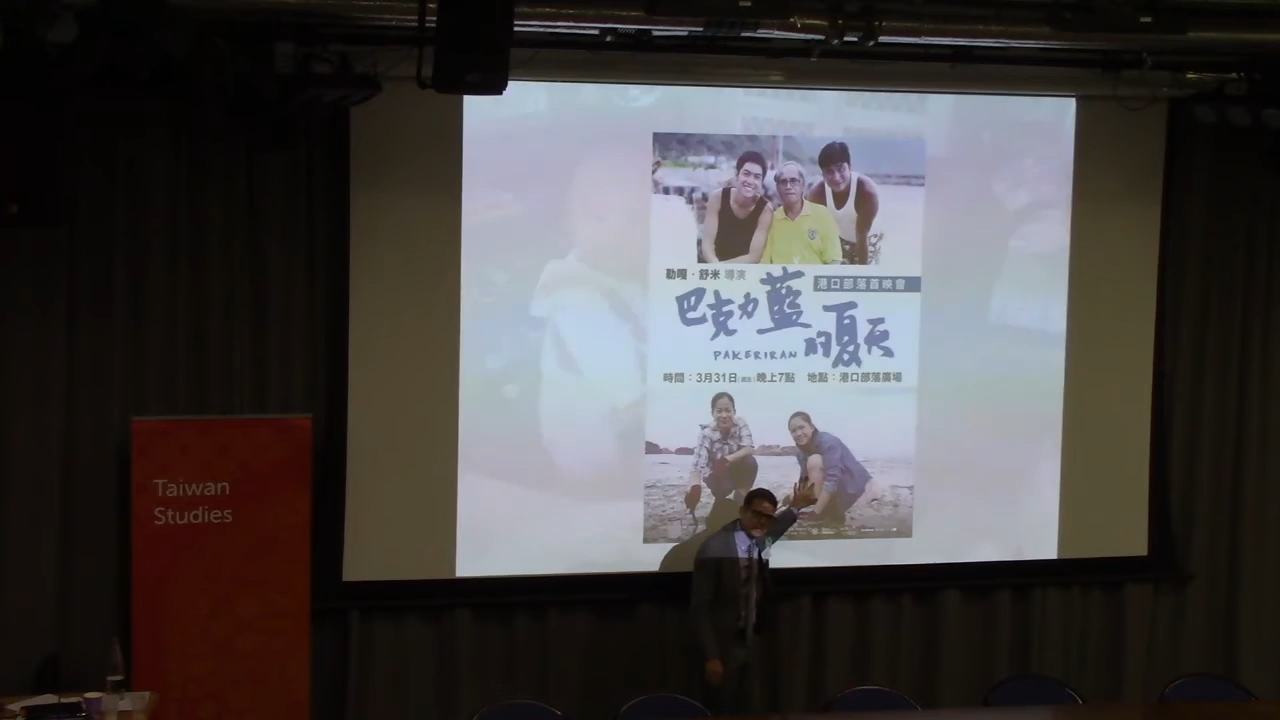 Taiwan
Studies
勒嘎・舒米 導演
港口部落首映會
巴克力藍
的夏天
PAKERIRAN
時間：3月31日 晚上7點 地點：港口部落廣場